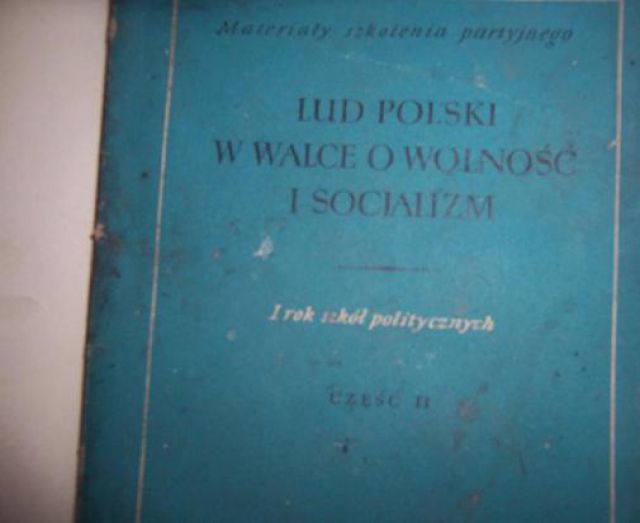 Materiały szkolenia partyjnego
LUD POLSKI
W WALCE O WOLNOŚĆ
I SOCJALIZM
I rok szkół politycznych
CZĘŚĆ II